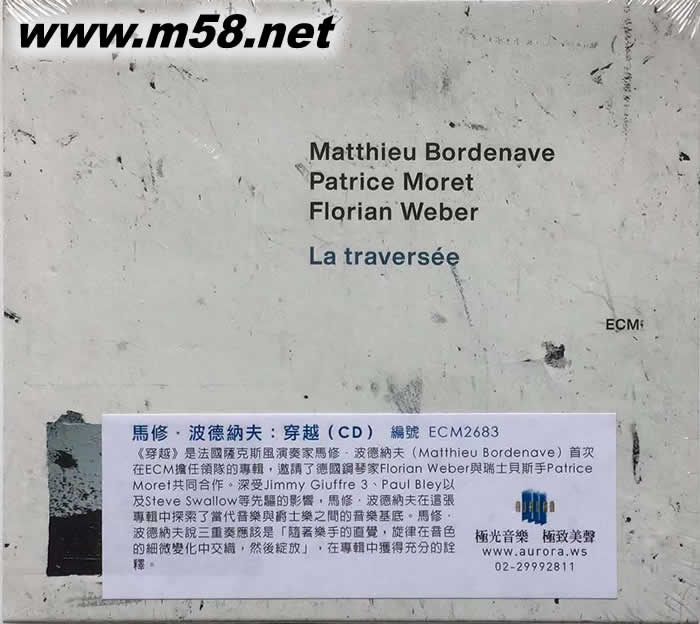 www.m58.net
Matthieu Bordenave
Patrice Moret
Florian Weber
La traversée
ECM
馬修・波德納夫：穿越（CD） 編號 ECM2683
《穿越》是法國薩克斯風演奏家馬修．波德納夫（Matthieu Bordenave）首次
在ECM擔任領隊的專輯，邀請了德國鋼琴家Florian Weber與瑞士貝斯手Patrice
Moret共同合作。深受Jimmy Giuffre 3、Paul Bley以
及Steve Swallow等先驅的影響，馬修．波德納夫在這張
專輯中探索了當代音樂與爵士樂之間的音樂基底。馬修．
波德納夫說三重奏應該是「隨著樂手的直覺，旋律在音色
的細微變化中交織，然後綻放」，在專輯中獲得充分的詮
釋。
極光音樂 極致美聲
www.aurora.ws
02-29992811